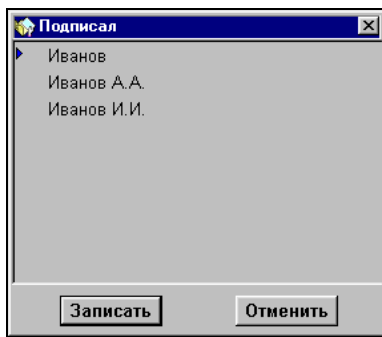 Подписал
Иванов
Иванов А.А.
Иванов И.И.
Записать
Отменить